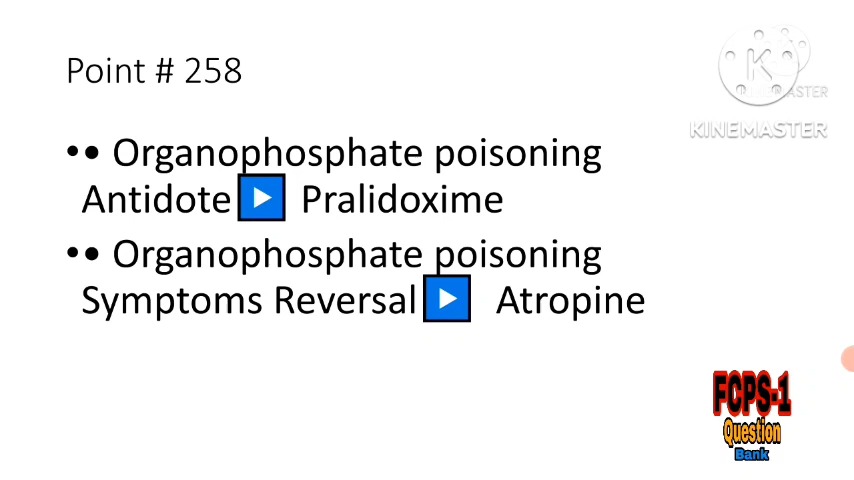 Point # 258
KINEMASTER
•• Organophosphate poisoning
Antidote ▶ Pralidoxime
•• Organophosphate poisoning
Symptoms Reversal ▶ Atropine
FCPS-1
Question
Bank